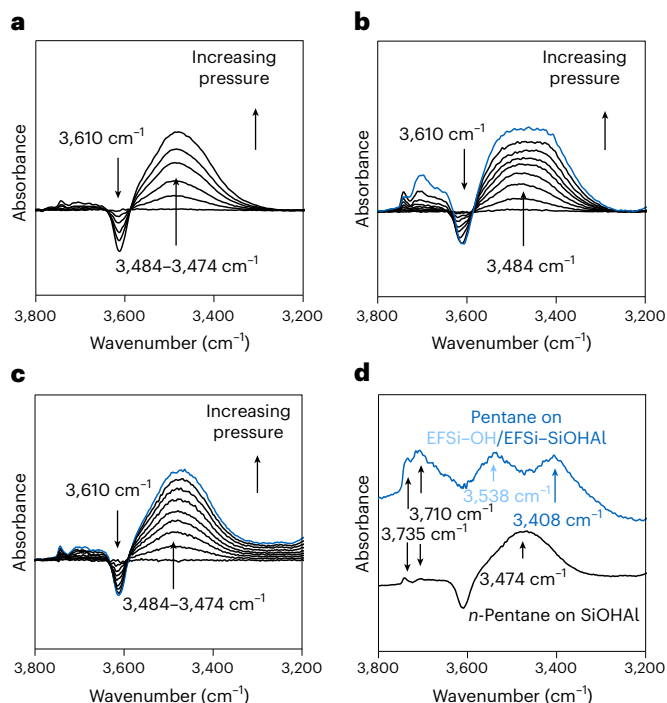 a
Increasing
pressure
3,610 cm⁻¹
Absorbance
3,484–3,474 cm⁻¹
3,800 3,600 3,400 3,200
Wavenumber (cm⁻¹)
b
Increasing
pressure
3,610 cm⁻¹
Absorbance
3,484 cm⁻¹
3,800 3,600 3,400 3,200
Wavenumber (cm⁻¹)
c
Increasing
pressure
3,610 cm⁻¹
Absorbance
3,484–3,474 cm⁻¹
3,800 3,600 3,400 3,200
Wavenumber (cm⁻¹)
d
Pentane on
EFSi–OH/EFSi–SiOHAl
Absorbance
3,538 cm⁻¹
3,710 cm⁻¹
3,408 cm⁻¹
3,735 cm⁻¹
3,474 cm⁻¹
n-Pentane on SiOHAl
3,800 3,600 3,400 3,200
Wavenumber (cm⁻¹)